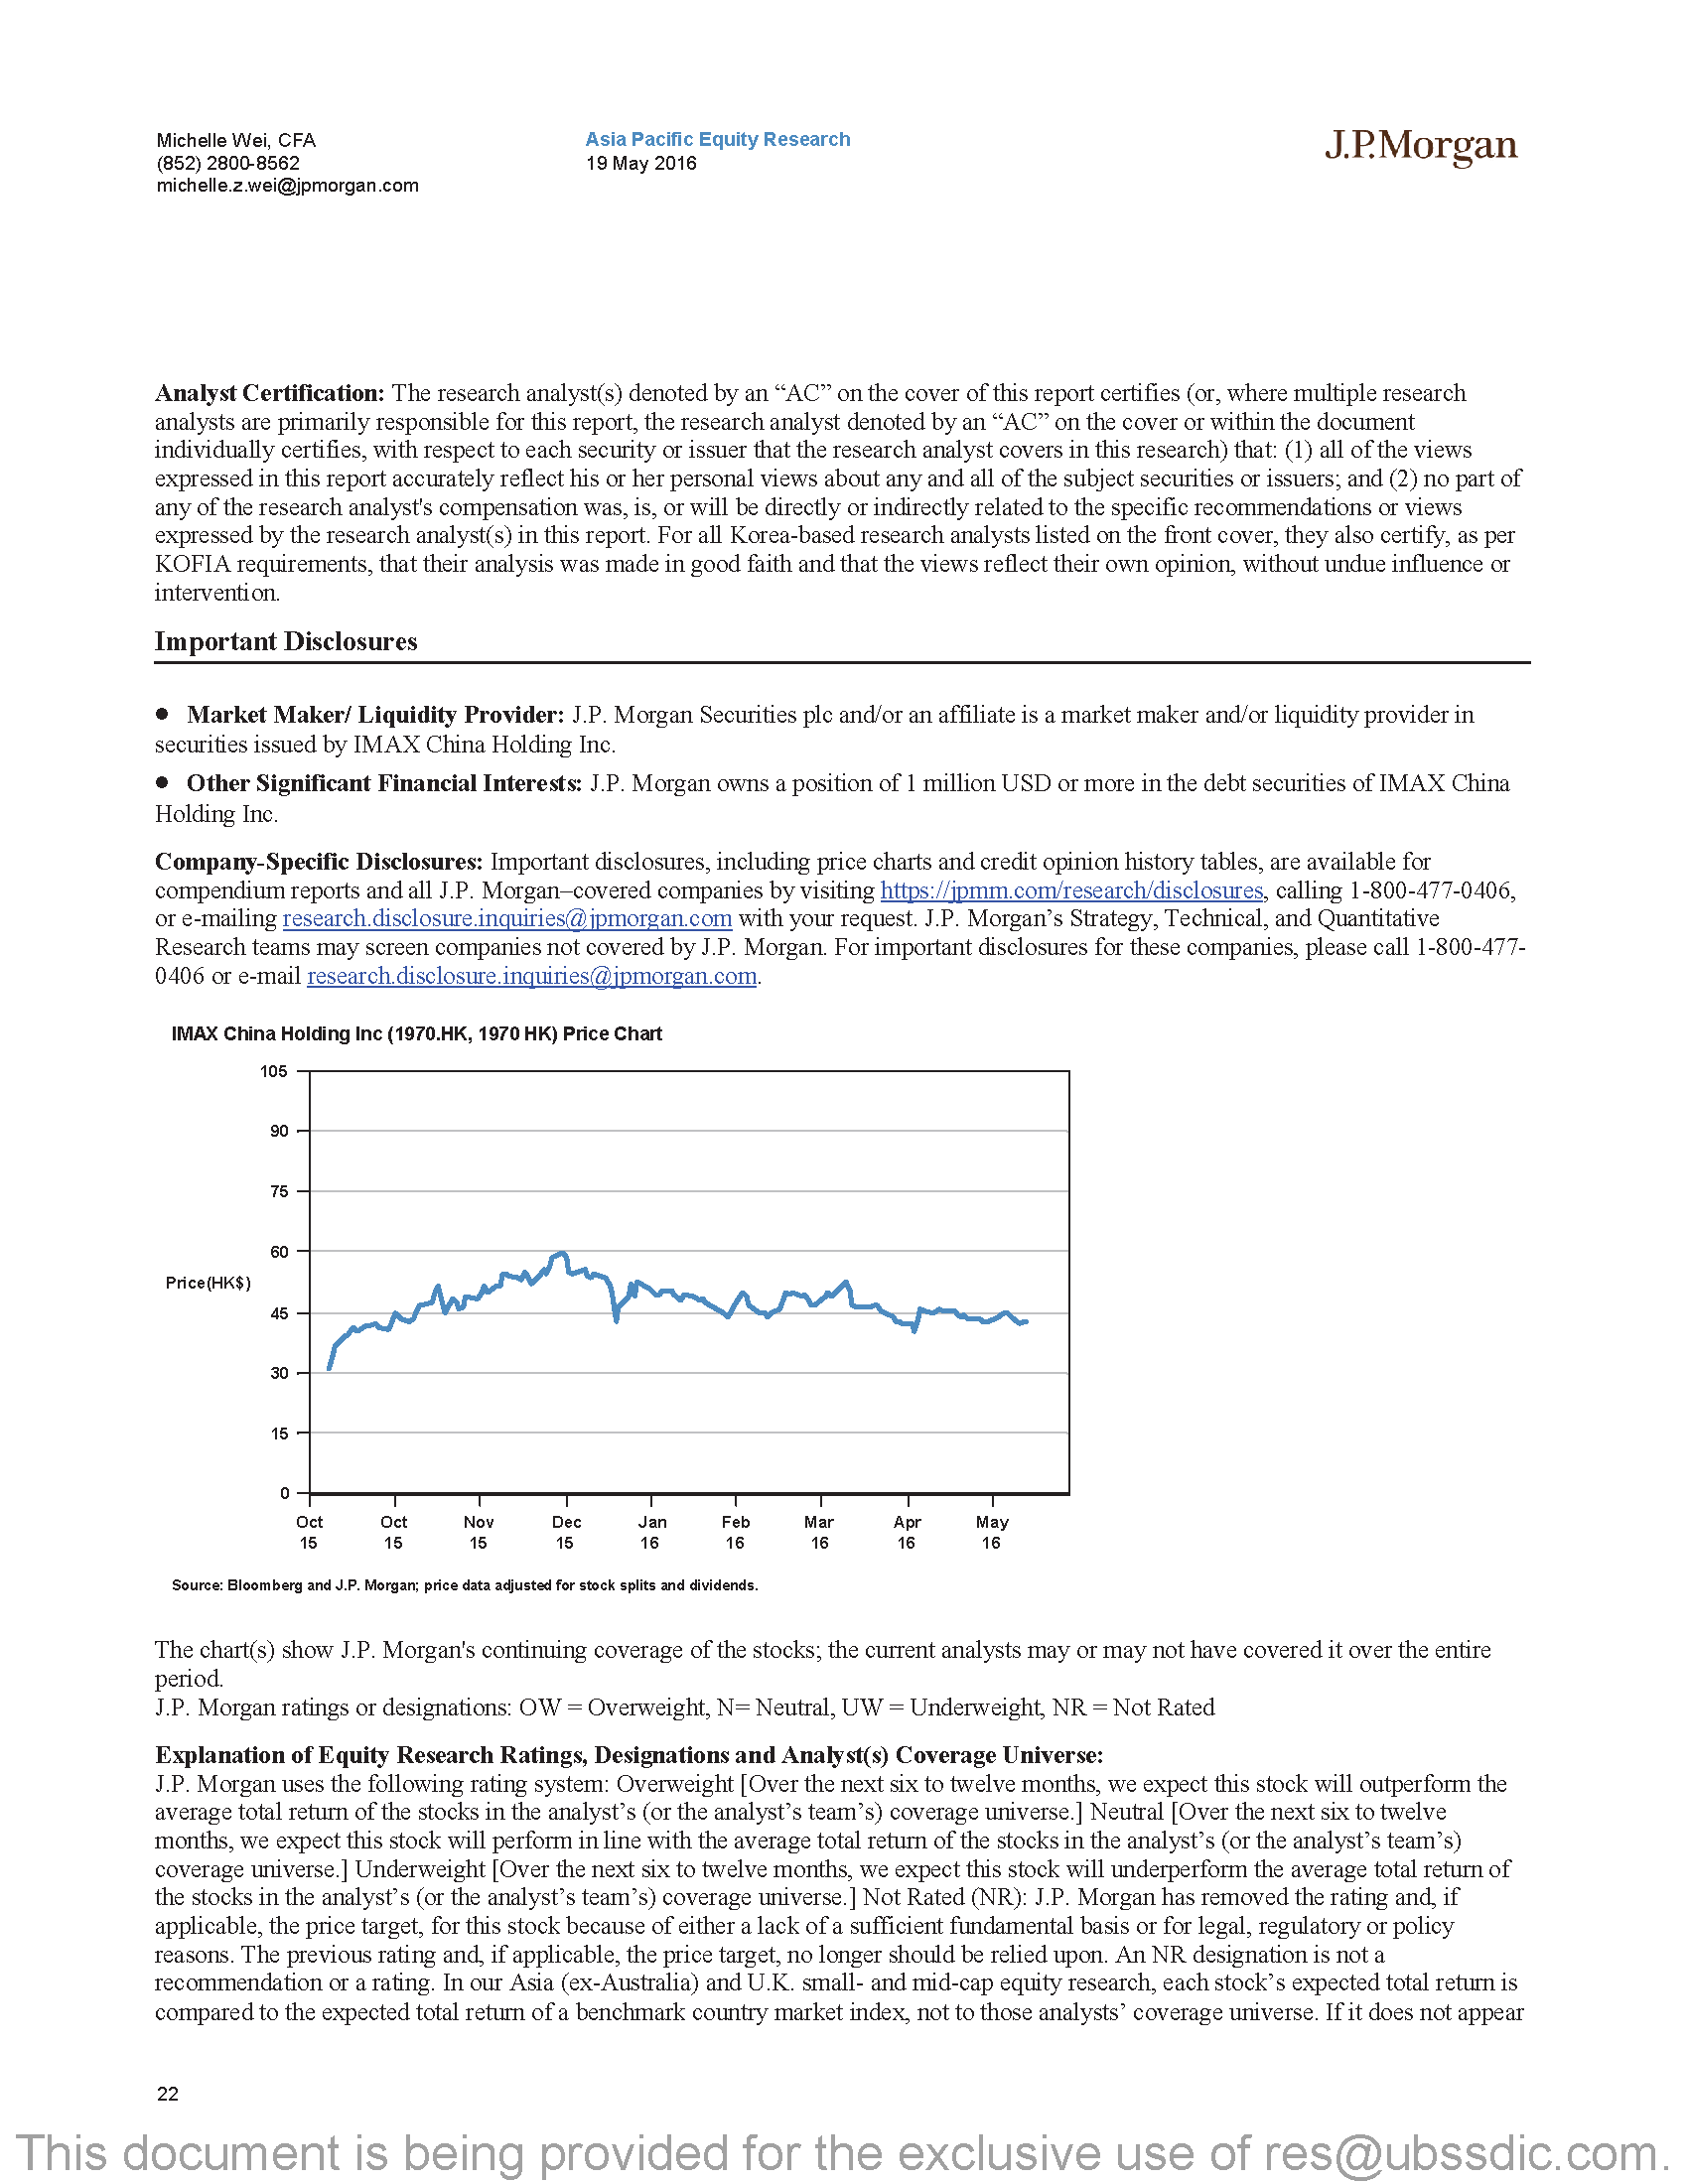 Michelle Wei, CFA
(852) 2800-8562
michelle.z.wei@jpmorgan.com
Asia Pacific Equity Research
19 May 2016
J.P.Morgan
Analyst Certification: The research analyst(s) denoted by an “AC” on the cover of this report certifies (or, where multiple research
analysts are primarily responsible for this report, the research analyst denoted by an “AC” on the cover or within the document
individually certifies, with respect to each security or issuer that the research analyst covers in this research) that: (1) all of the views
expressed in this report accurately reflect his or her personal views about any and all of the subject securities or issuers; and (2) no part of
any of the research analyst's compensation was, is, or will be directly or indirectly related to the specific recommendations or views
expressed by the research analyst(s) in this report. For all Korea-based research analysts listed on the front cover, they also certify, as per
KOFIA requirements, that their analysis was made in good faith and that the views reflect their own opinion, without undue influence or
intervention.
Important Disclosures
● Market Maker/ Liquidity Provider: J.P. Morgan Securities plc and/or an affiliate is a market maker and/or liquidity provider in
securities issued by IMAX China Holding Inc.
● Other Significant Financial Interests: J.P. Morgan owns a position of 1 million USD or more in the debt securities of IMAX China
Holding Inc.
Company-Specific Disclosures: Important disclosures, including price charts and credit opinion history tables, are available for
compendium reports and all J.P. Morgan–covered companies by visiting https://jpmm.com/research/disclosures, calling 1-800-477-0406,
or e-mailing research.disclosure.inquiries@jpmorgan.com with your request. J.P. Morgan’s Strategy, Technical, and Quantitative
Research teams may screen companies not covered by J.P. Morgan. For important disclosures for these companies, please call 1-800-477-
0406 or e-mail research.disclosure.inquiries@jpmorgan.com.
IMAX China Holding Inc (1970.HK, 1970 HK) Price Chart
105
90
75
60
Price(HK$)
45
30
15
0
Oct Oct Nov Dec Jan Feb Mar Apr May
15 15 15 15 16 16 16 16 16
Source: Bloomberg and J.P. Morgan; price data adjusted for stock splits and dividends.
The chart(s) show J.P. Morgan's continuing coverage of the stocks; the current analysts may or may not have covered it over the entire
period.
J.P. Morgan ratings or designations: OW = Overweight, N= Neutral, UW = Underweight, NR = Not Rated
Explanation of Equity Research Ratings, Designations and Analyst(s) Coverage Universe:
J.P. Morgan uses the following rating system: Overweight [Over the next six to twelve months, we expect this stock will outperform the
average total return of the stocks in the analyst’s (or the analyst’s team’s) coverage universe.] Neutral [Over the next six to twelve
months, we expect this stock will perform in line with the average total return of the stocks in the analyst’s (or the analyst’s team’s)
coverage universe.] Underweight [Over the next six to twelve months, we expect this stock will underperform the average total return of
the stocks in the analyst’s (or the analyst’s team’s) coverage universe.] Not Rated (NR): J.P. Morgan has removed the rating and, if
applicable, the price target, for this stock because of either a lack of a sufficient fundamental basis or for legal, regulatory or policy
reasons. The previous rating and, if applicable, the price target, no longer should be relied upon. An NR designation is not a
recommendation or a rating. In our Asia (ex-Australia) and U.K. small- and mid-cap equity research, each stock’s expected total return is
compared to the expected total return of a benchmark country market index, not to those analysts’ coverage universe. If it does not appear
22
This document is being provided for the exclusive use of res@ubssdic.com.